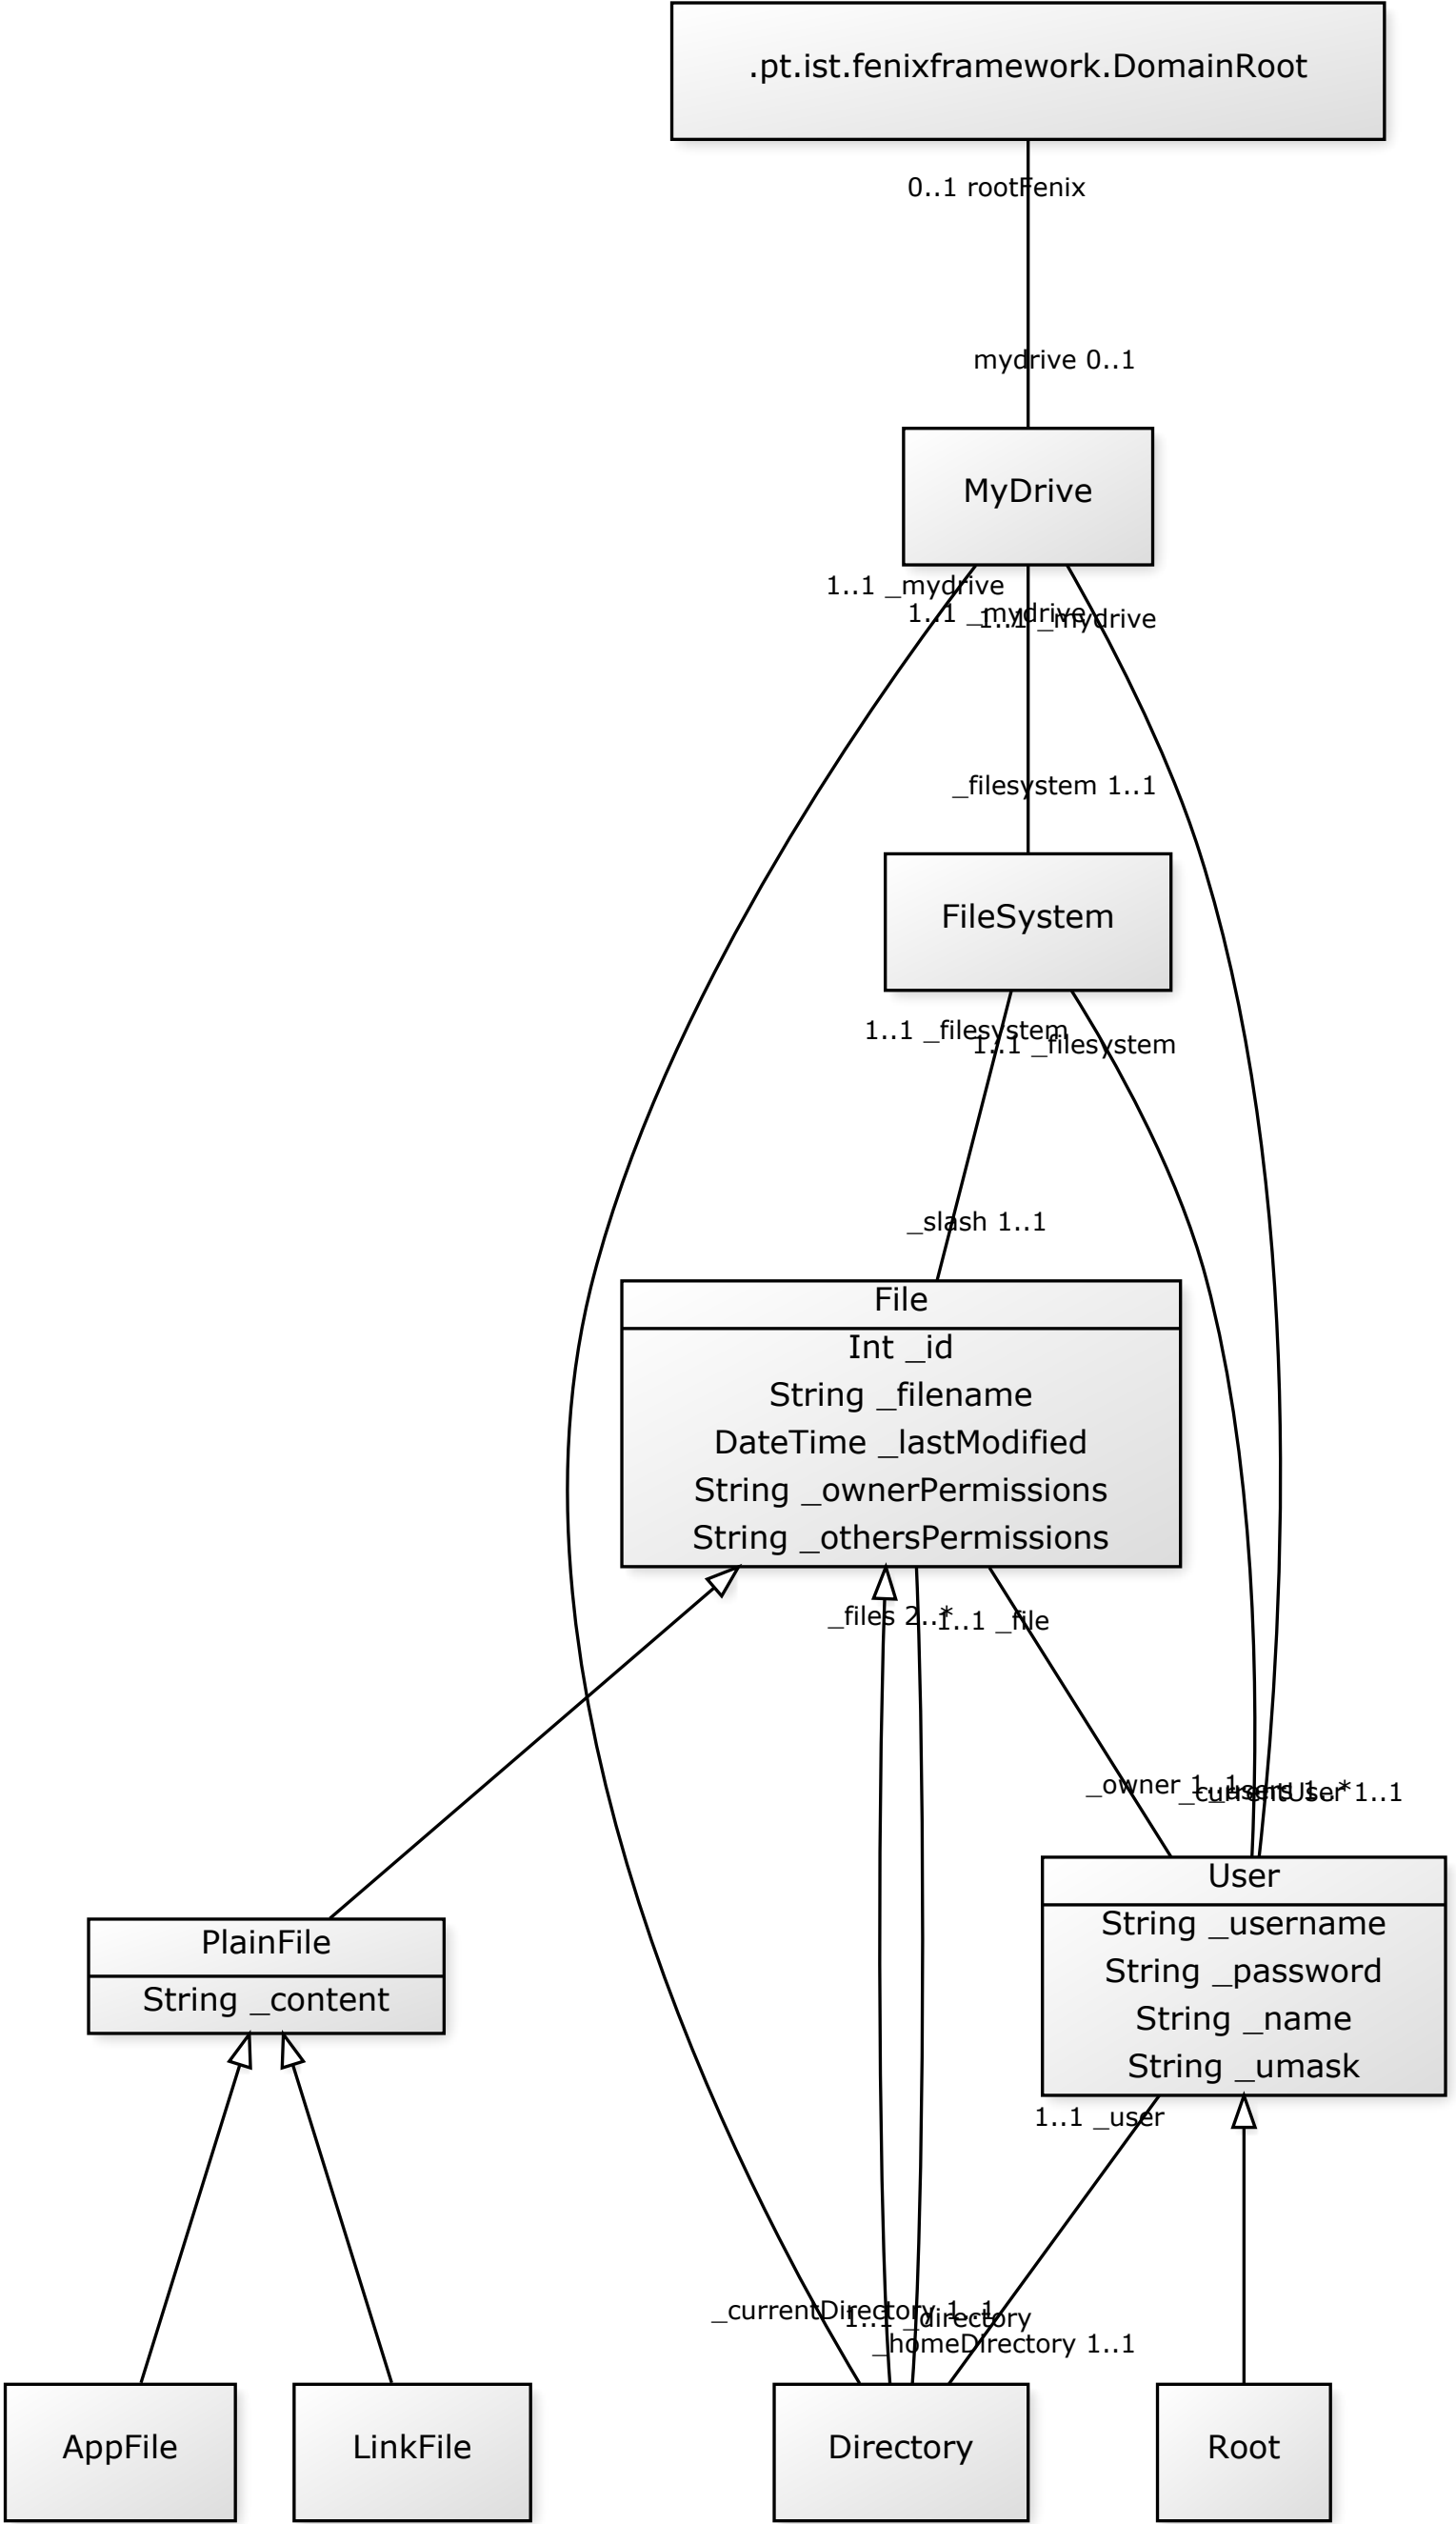 .pt.ist.fenixframework.DomainRoot
0..1 rootFenix
mydrive 0..1
MyDrive
1..1 _mydrive
1..1 _mydrive
1..1 _mydrive
_filesystem 1..1
FileSystem
1..1 _filesystem
1..1 _filesystem
_slash 1..1
File
Int _id
String _filename
DateTime _lastModified
String _ownerPermissions
String _othersPermissions
_files 2..*
1..1 _file
_owner 1..1
_users 1..*
_currentUser 1..1
User
String _username
String _password
String _name
String _umask
PlainFile
String _content
1..1 _user
_currentDirectory 1..1
1..1 _directory
_homeDirectory 1..1
AppFile
LinkFile
Directory
Root